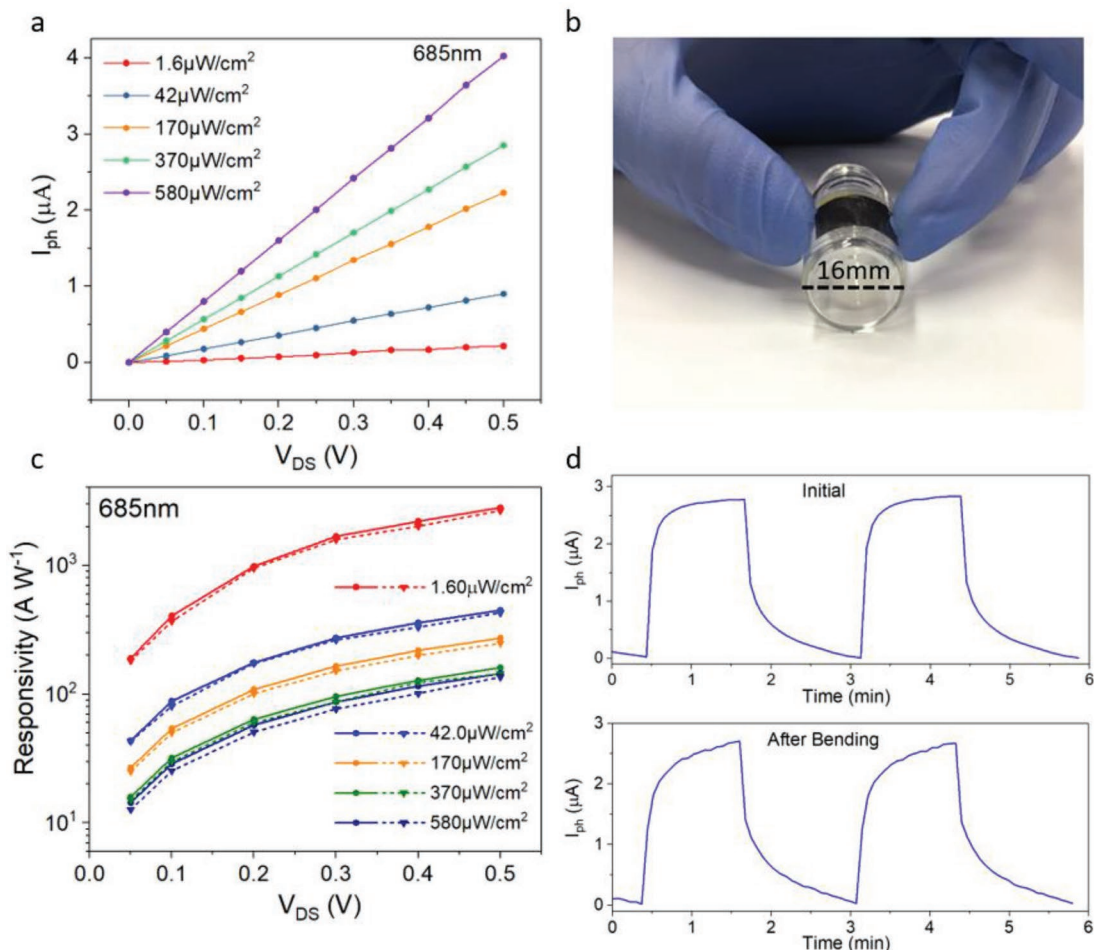 a
685nm
1.6μW/cm²
42μW/cm²
170μW/cm²
370μW/cm²
580μW/cm²
I_ph (μA)
4
3
2
1
0
0.0 0.1 0.2 0.3 0.4 0.5
V_DS (V)
b
16mm
c
685nm
Responsivity (A W⁻¹)
10³
10²
10¹
1.60μW/cm²
42.0μW/cm²
170μW/cm²
370μW/cm²
580μW/cm²
0.0 0.1 0.2 0.3 0.4 0.5
V_DS (V)
d
Initial
I_ph (μA)
3
2
1
0
0 1 2 3 4 5 6
Time (min)
After Bending
I_ph (μA)
3
2
1
0
0 1 2 3 4 5 6
Time (min)